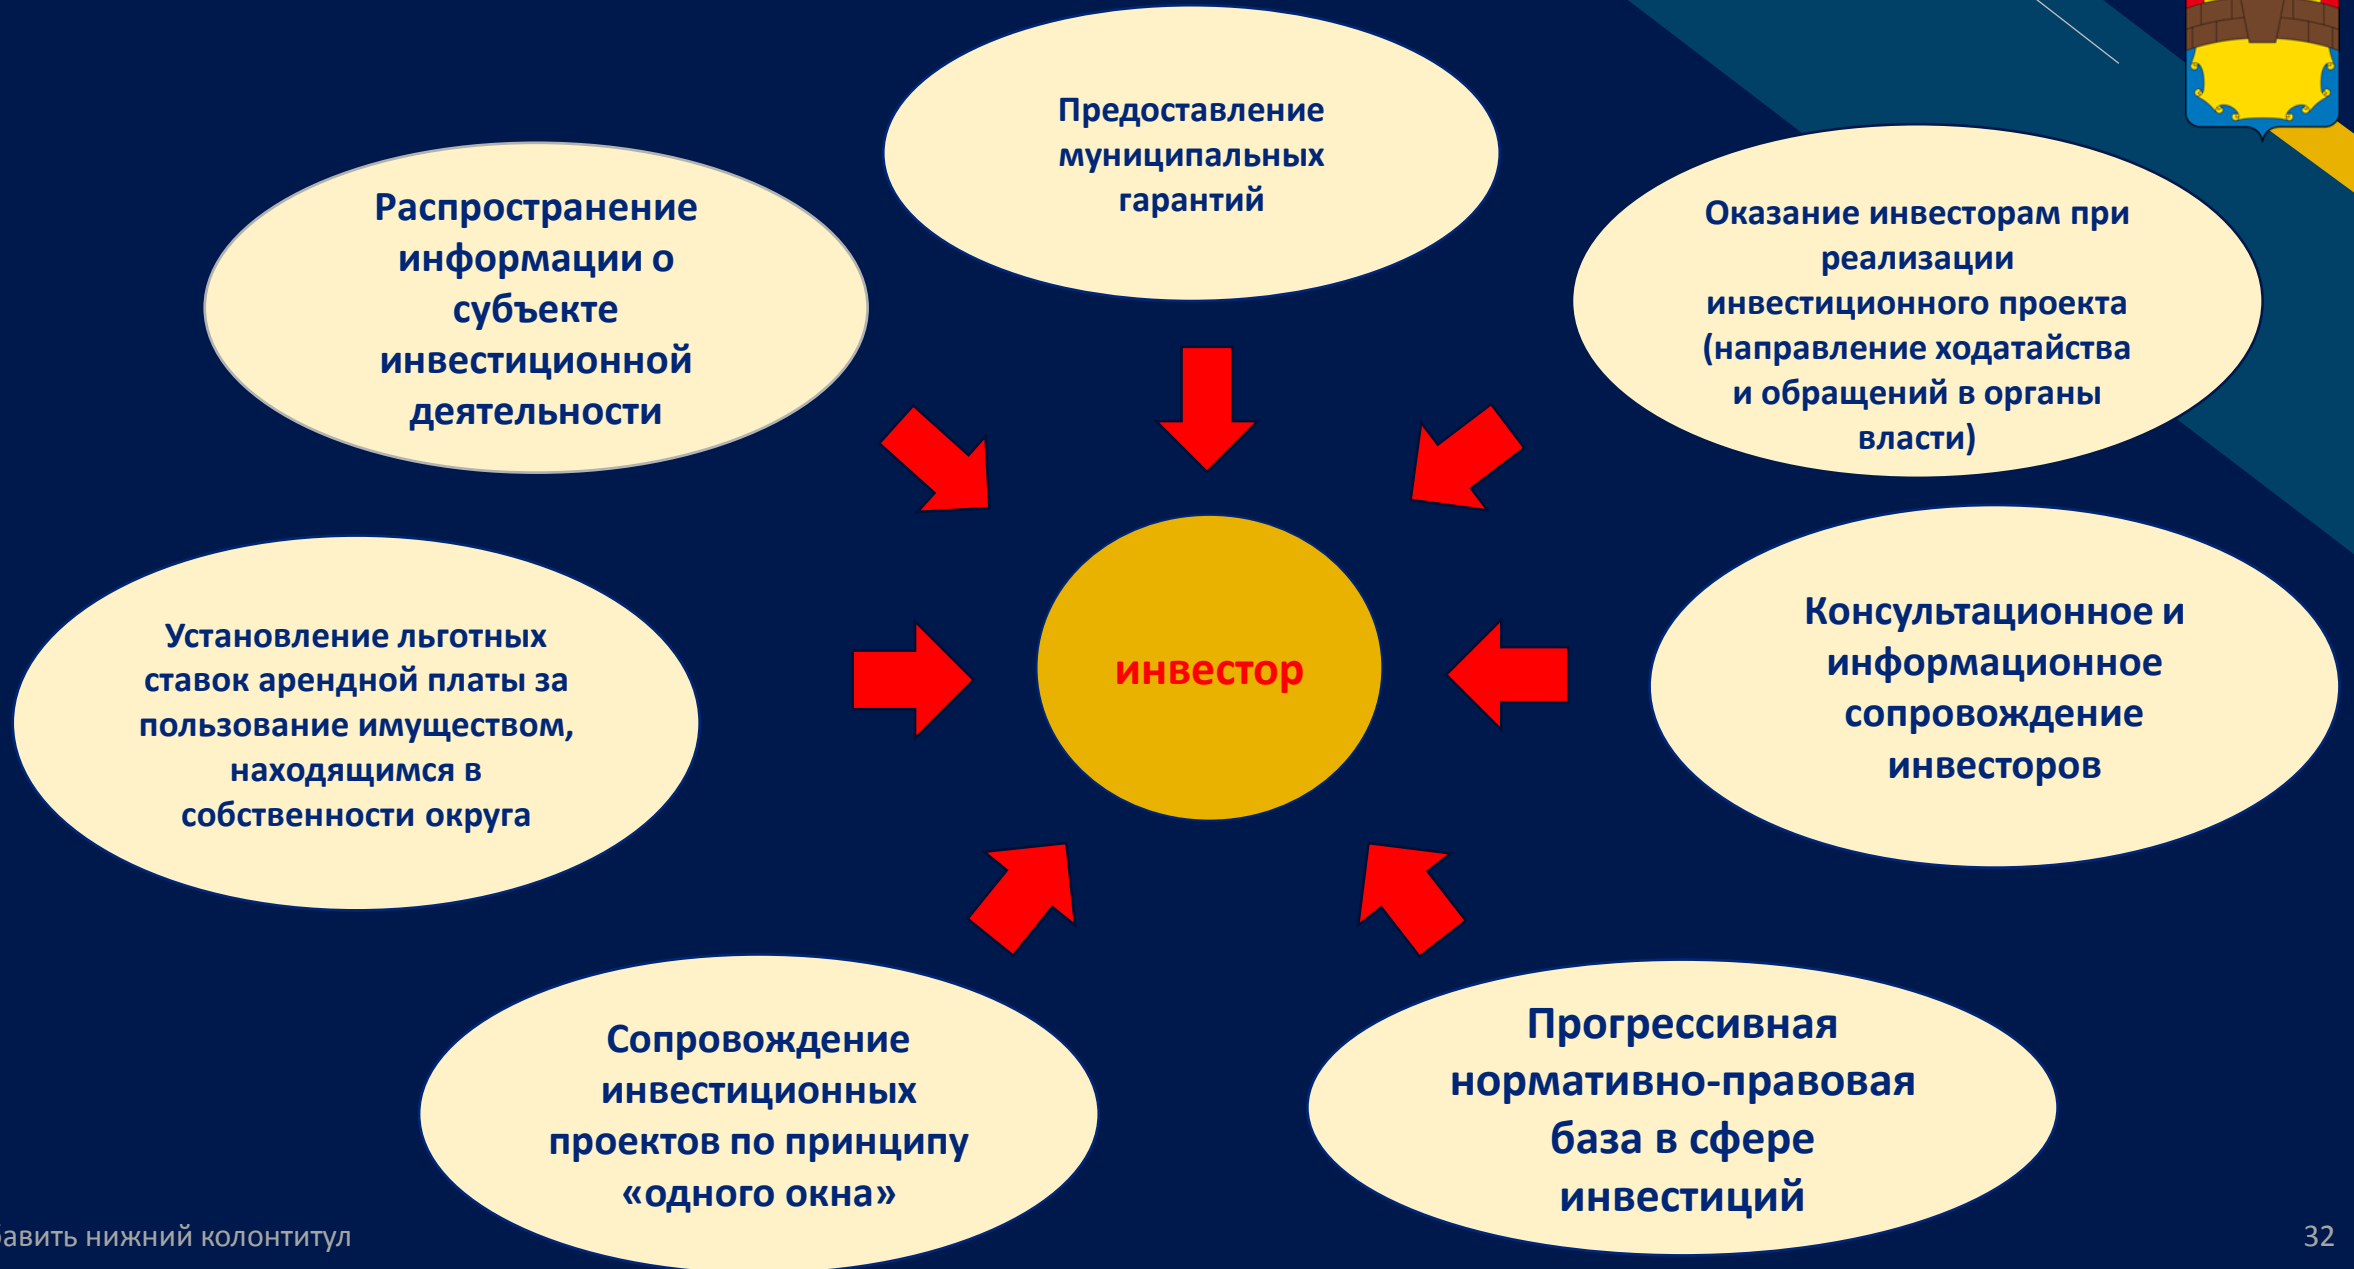 Предоставление
муниципальных
гарантий
Распространение
информации о
субъекте
инвестиционной
деятельности
Оказание инвесторам при
реализации
инвестиционного проекта
(направление ходатайства
и обращений в органы
власти)
Установление льготных
ставок арендной платы за
пользование имуществом,
находящимся в
собственности округа
инвестор
Консультационное и
информационное
сопровождение
инвесторов
Сопровождение
инвестиционных
проектов по принципу
«одного окна»
Прогрессивная
нормативно-правовая
база в сфере
инвестиций
авить нижний колонтитул
32